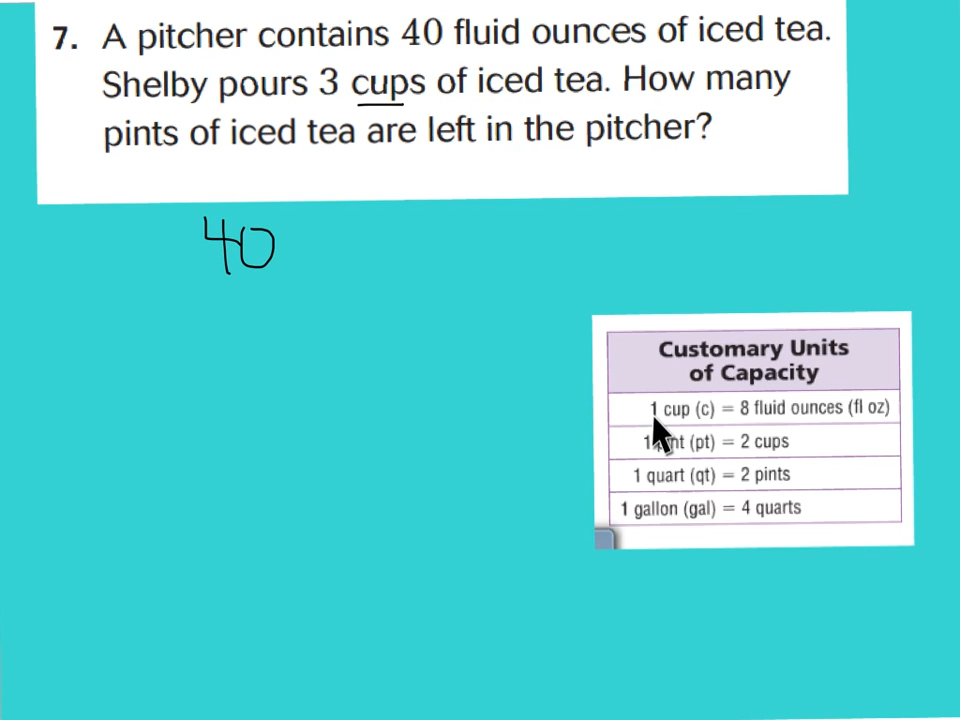 7. A pitcher contains 40 fluid ounces of iced tea.
Shelby pours 3 cups of iced tea. How many
pints of iced tea are left in the pitcher?
40
Customary Units
of Capacity
1 cup (c) = 8 fluid ounces (fl oz)
(pt) = 2 cups
1 quart (qt) = 2 pints
1 gallon (gal) = 4 quarts